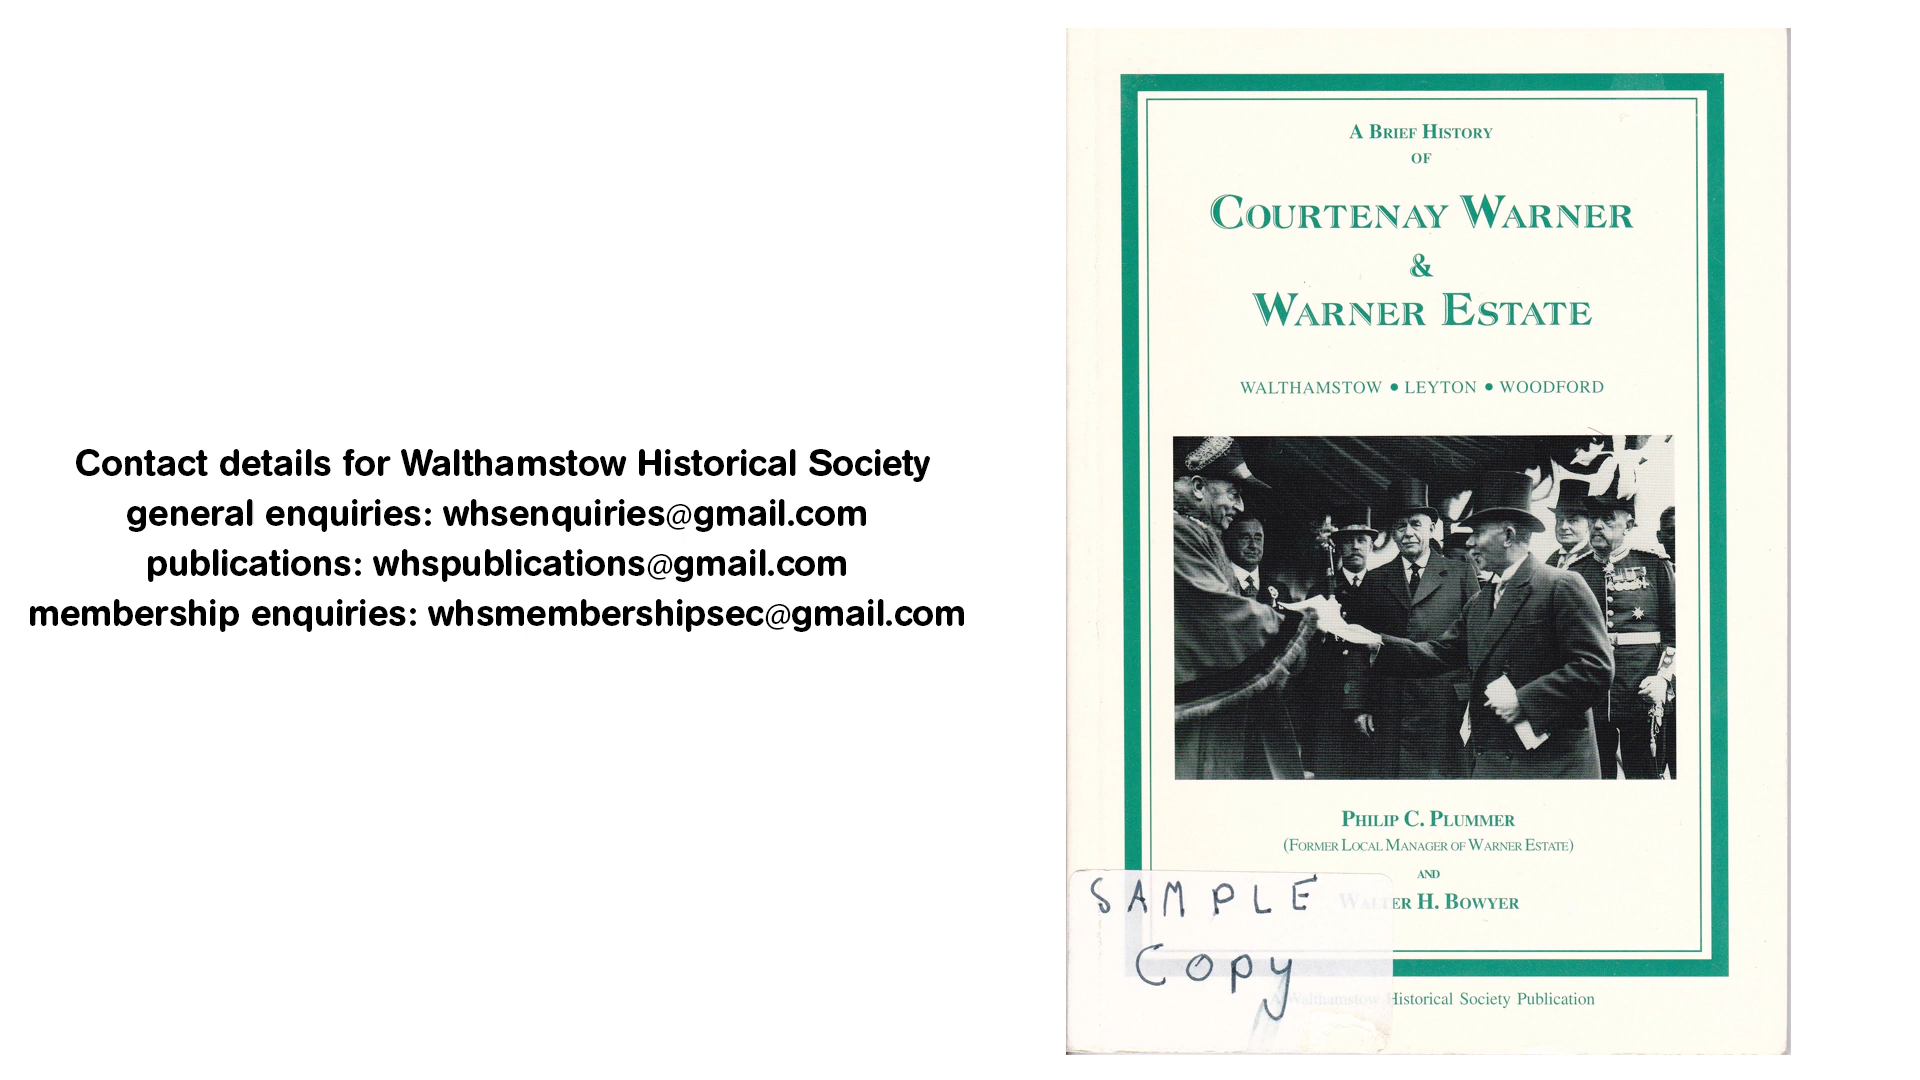 Contact details for Walthamstow Historical Society
general enquiries: whsenquiries@gmail.com
publications: whspublications@gmail.com
membership enquiries: whsmembershipsec@gmail.com
A BRIEF HISTORY
OF
COURTENAY WARNER
&
WARNER ESTATE
WALTHAMSTOW • LEYTON • WOODFORD
PHILIP C. PLUMMER
(FORMER LOCAL MANAGER OF WARNER ESTATE)
AND
WALTER H. BOWYER
SAMPLE
Copy
A Walthamstow Historical Society Publication